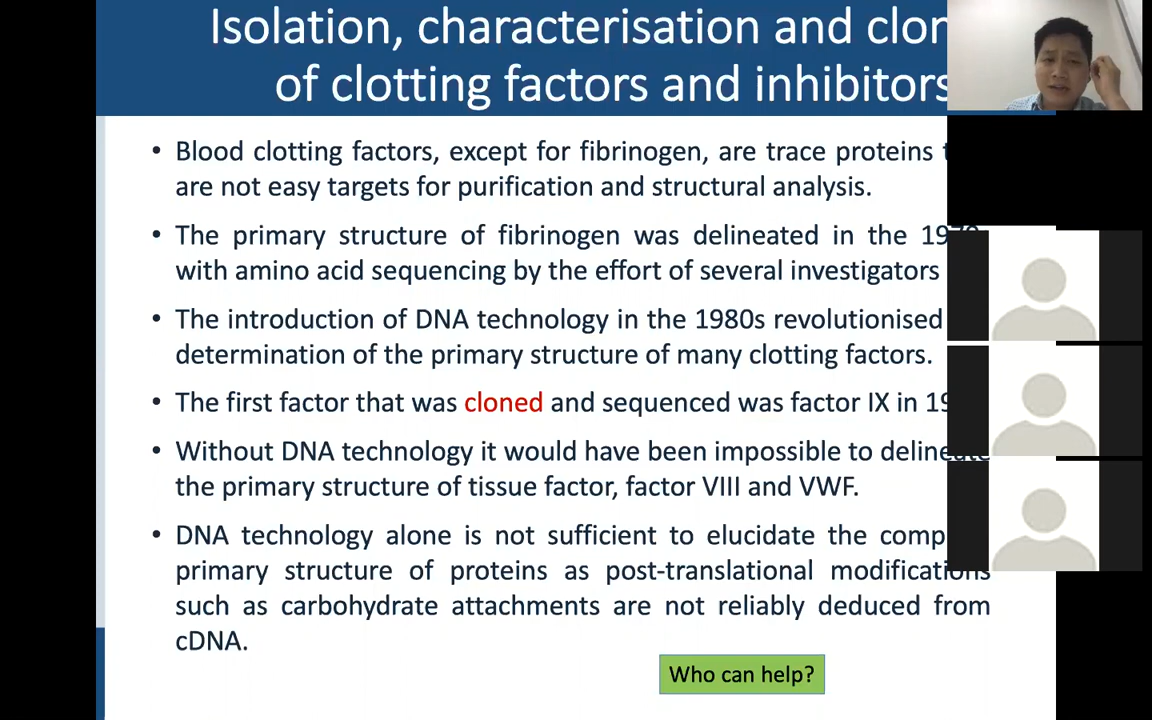 Isolation, characterisation and
of clotting factors and inhibitors
• Blood clotting factors, except for fibrinogen, are trace proteins
are not easy targets for purification and structural analysis.
• The primary structure of fibrinogen was delineated in the
with amino acid sequencing by the effort of several investigators
• The introduction of DNA technology in the 1980s revolutionised
determination of the primary structure of many clotting factors.
• The first factor that was cloned and sequenced was factor IX in
• Without DNA technology it would have been impossible to delineate
the primary structure of tissue factor, factor VIII and VWF.
• DNA technology alone is not sufficient to elucidate the
primary structure of proteins as post-translational modifications
such as carbohydrate attachments are not reliably deduced from
cDNA.
Who can help?